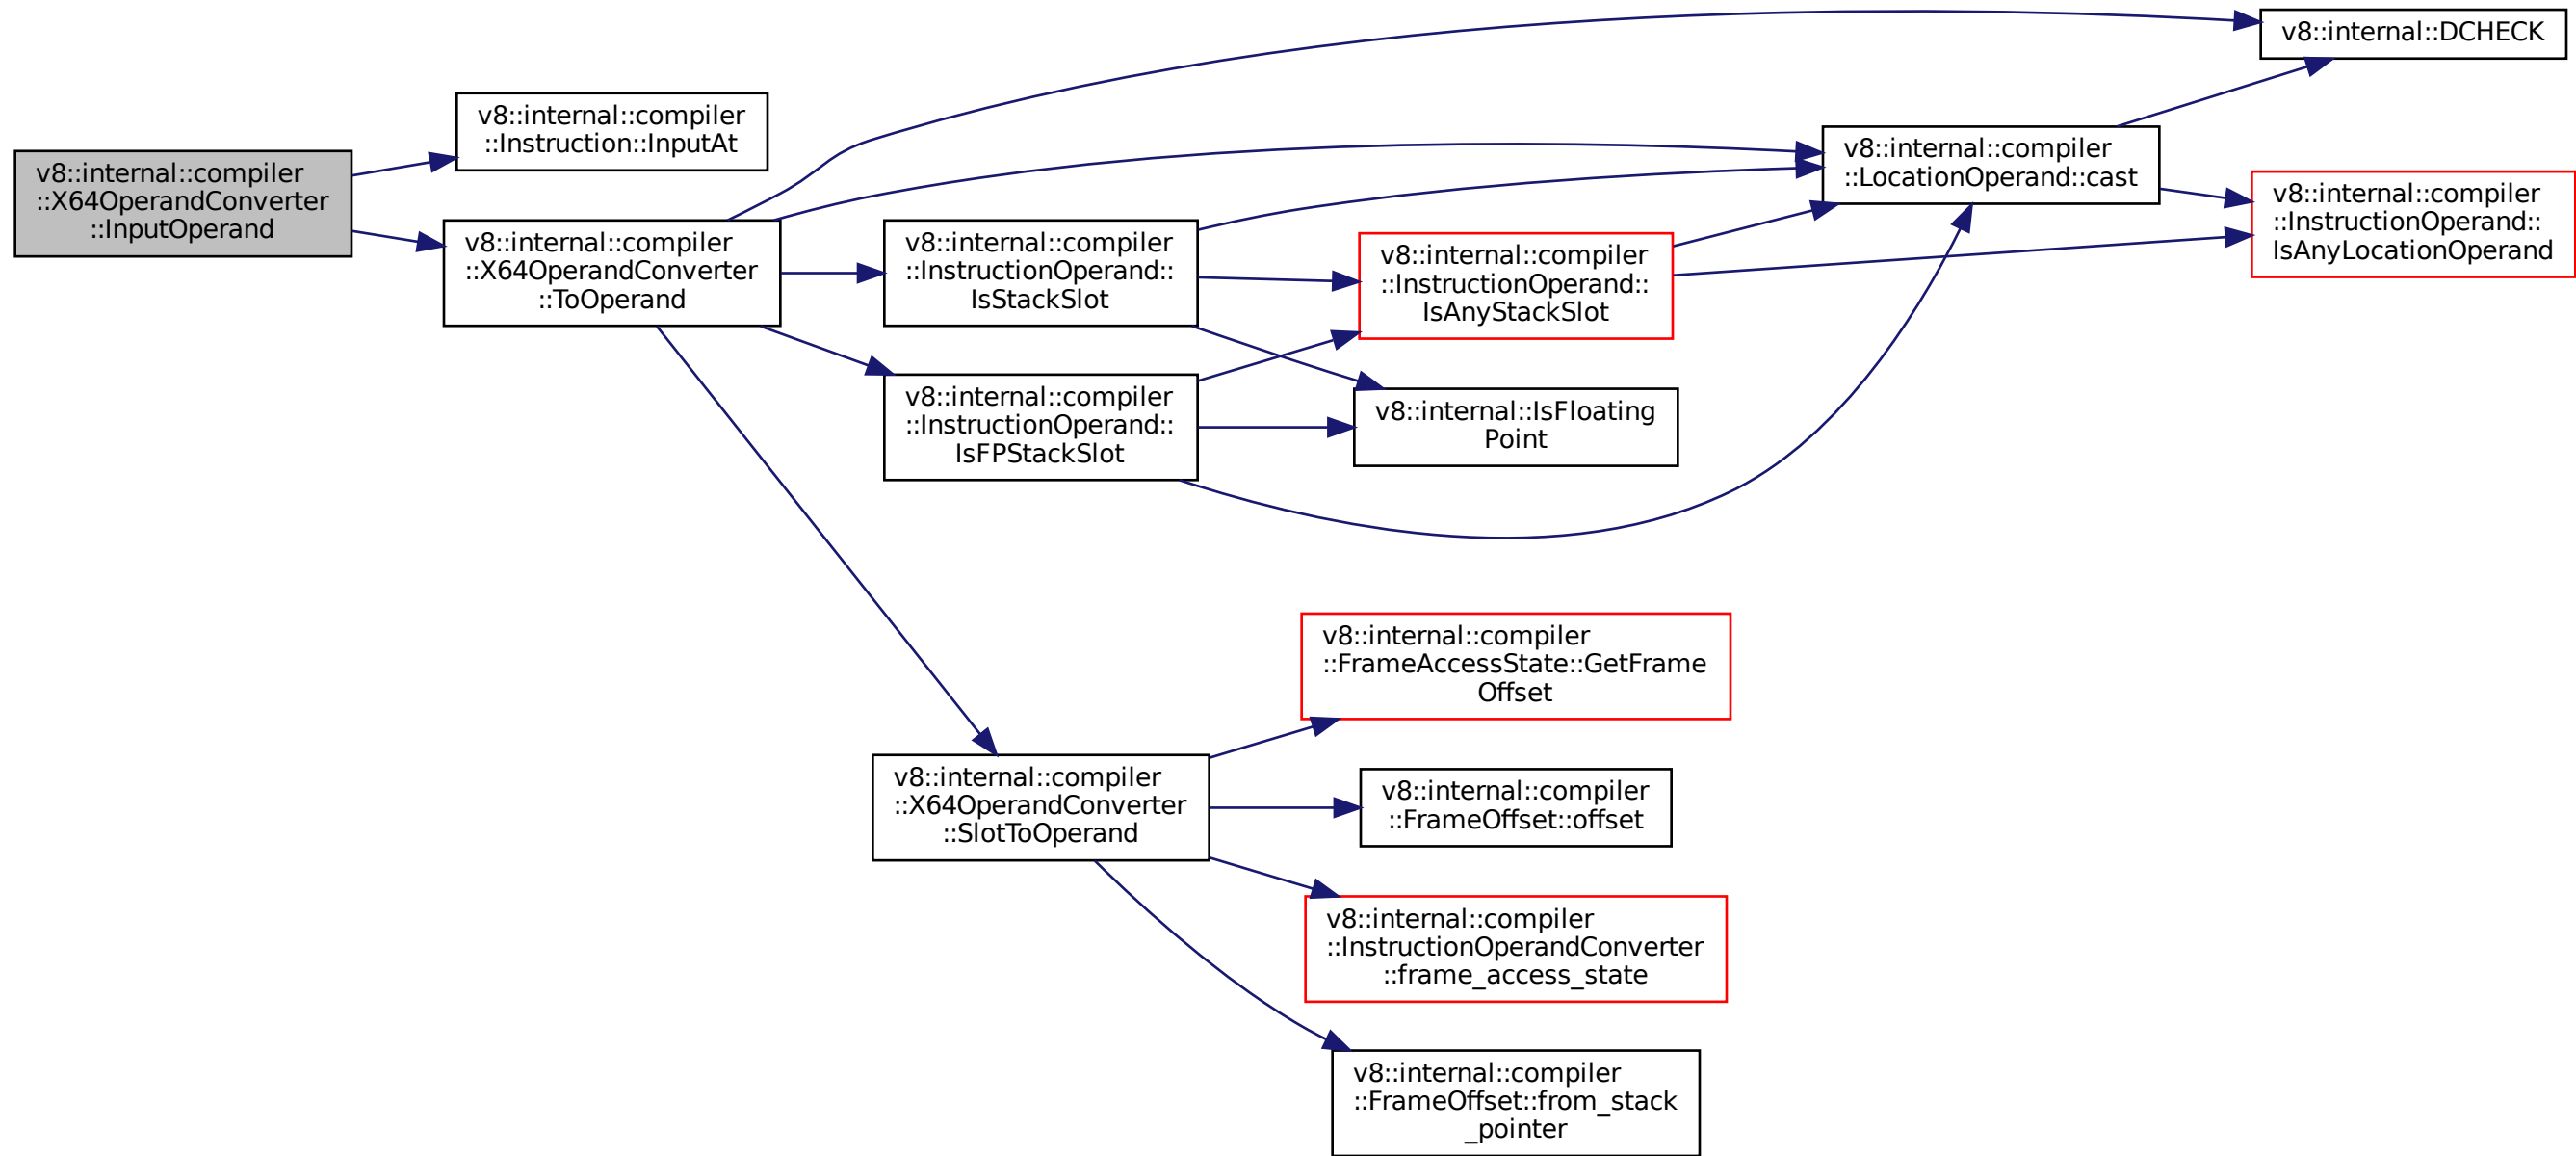 v8::internal::compiler
::X64OperandConverter
::InputOperand
v8::internal::compiler
::Instruction::InputAt
v8::internal::compiler
::X64OperandConverter
::ToOperand
v8::internal::DCHECK
v8::internal::compiler
::LocationOperand::cast
v8::internal::compiler
::InstructionOperand::
IsAnyLocationOperand
v8::internal::compiler
::InstructionOperand::
IsStackSlot
v8::internal::compiler
::InstructionOperand::
IsAnyStackSlot
v8::internal::compiler
::InstructionOperand::
IsFPStackSlot
v8::internal::IsFloating
Point
v8::internal::compiler
::X64OperandConverter
::SlotToOperand
v8::internal::compiler
::FrameAccessState::GetFrame
Offset
v8::internal::compiler
::FrameOffset::offset
v8::internal::compiler
::InstructionOperandConverter
::frame_access_state
v8::internal::compiler
::FrameOffset::from_stack
_pointer